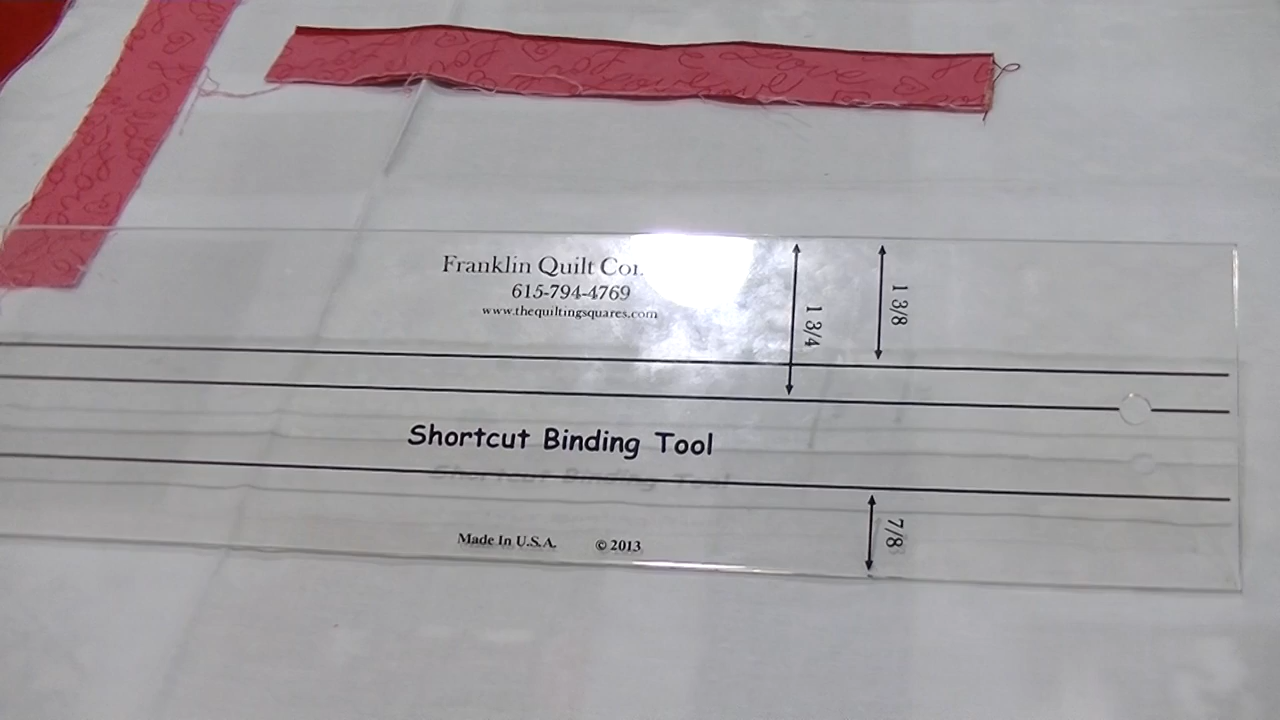 Franklin Quilt
615-794-4769
www.thequiltingsquares.com
1 3/4
1 3/8
Shortcut Binding Tool
7/8
Made In U.S.A. © 2013